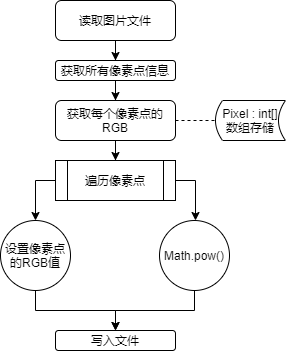 读取图片文件
获取所有像素点信息
获取每个像素点的
RGB
Pixel : int[]
数组存储
遍历像素点
设置像素点
的RGB值
Math.pow()
写入文件